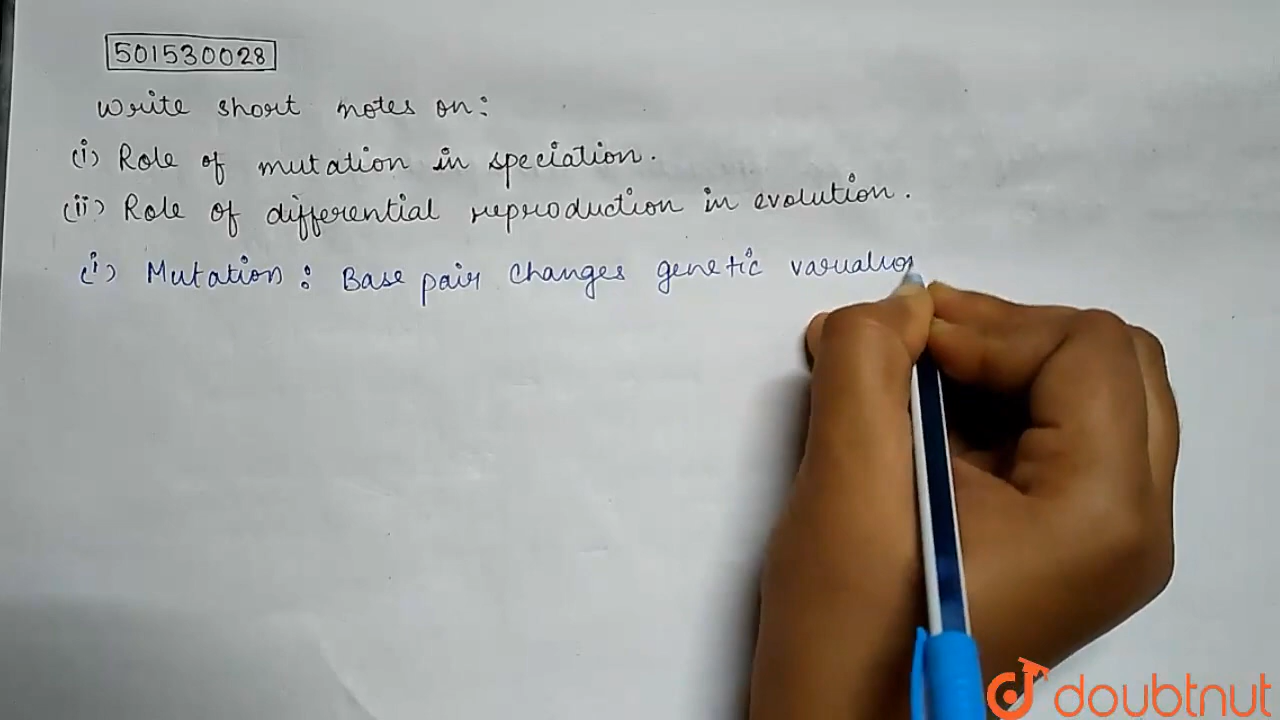 501530028
Write short notes on:
(i) Role of mutation in speciation.
(ii) Role of differential reproduction in evolution.
(i) Mutation: Base pair changes genetic variation
doubtnut